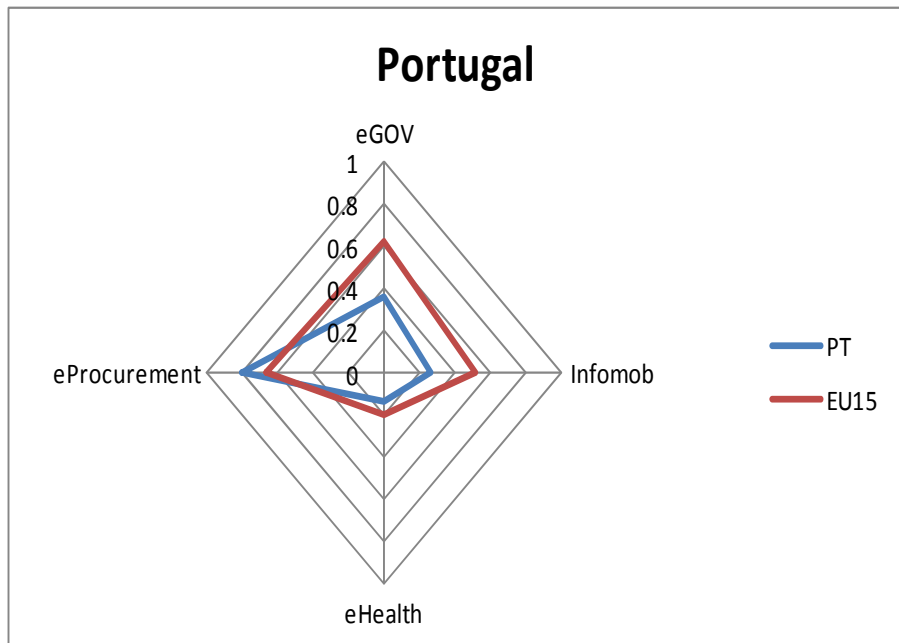 Portugal
eGOV
1
0.8
0.6
0.4
0.2
0
eProcurement
Infomob
eHealth
PT
EU15